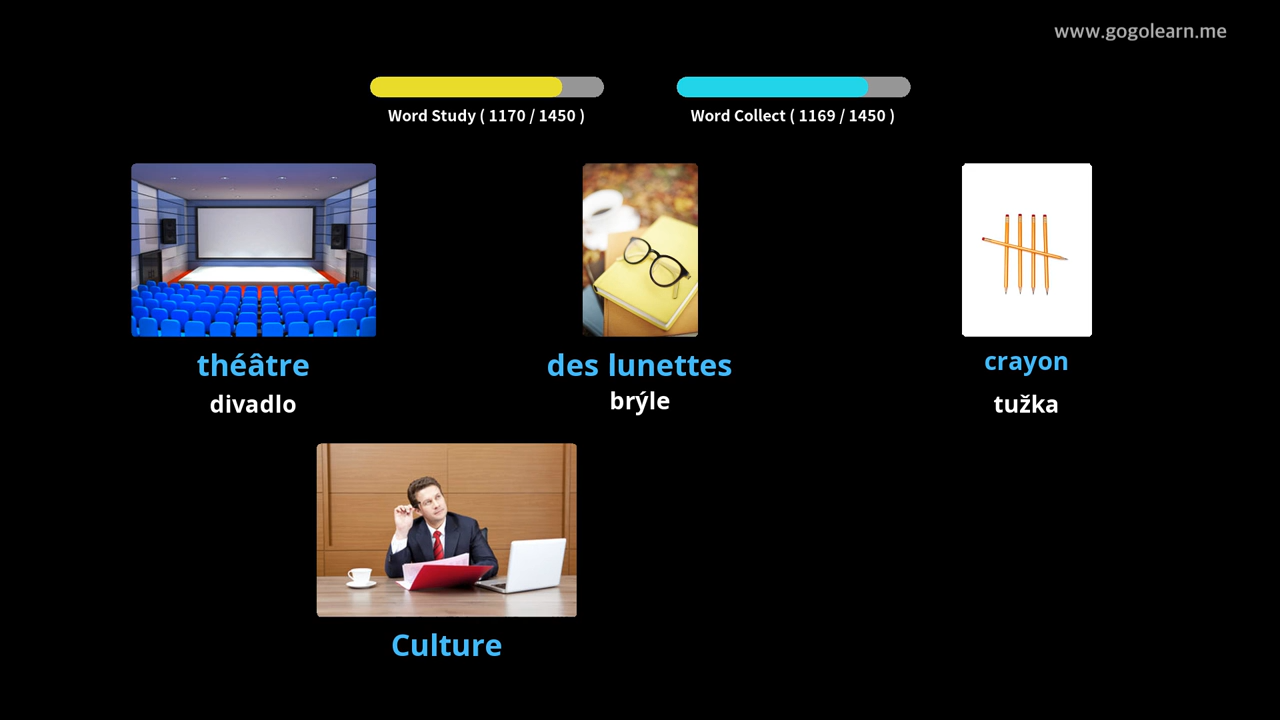 www.gogolearn.me
Word Study ( 1170 / 1450 )
Word Collect ( 1169 / 1450 )
théâtre
des lunettes
crayon
divadlo
brýle
tužka
Culture